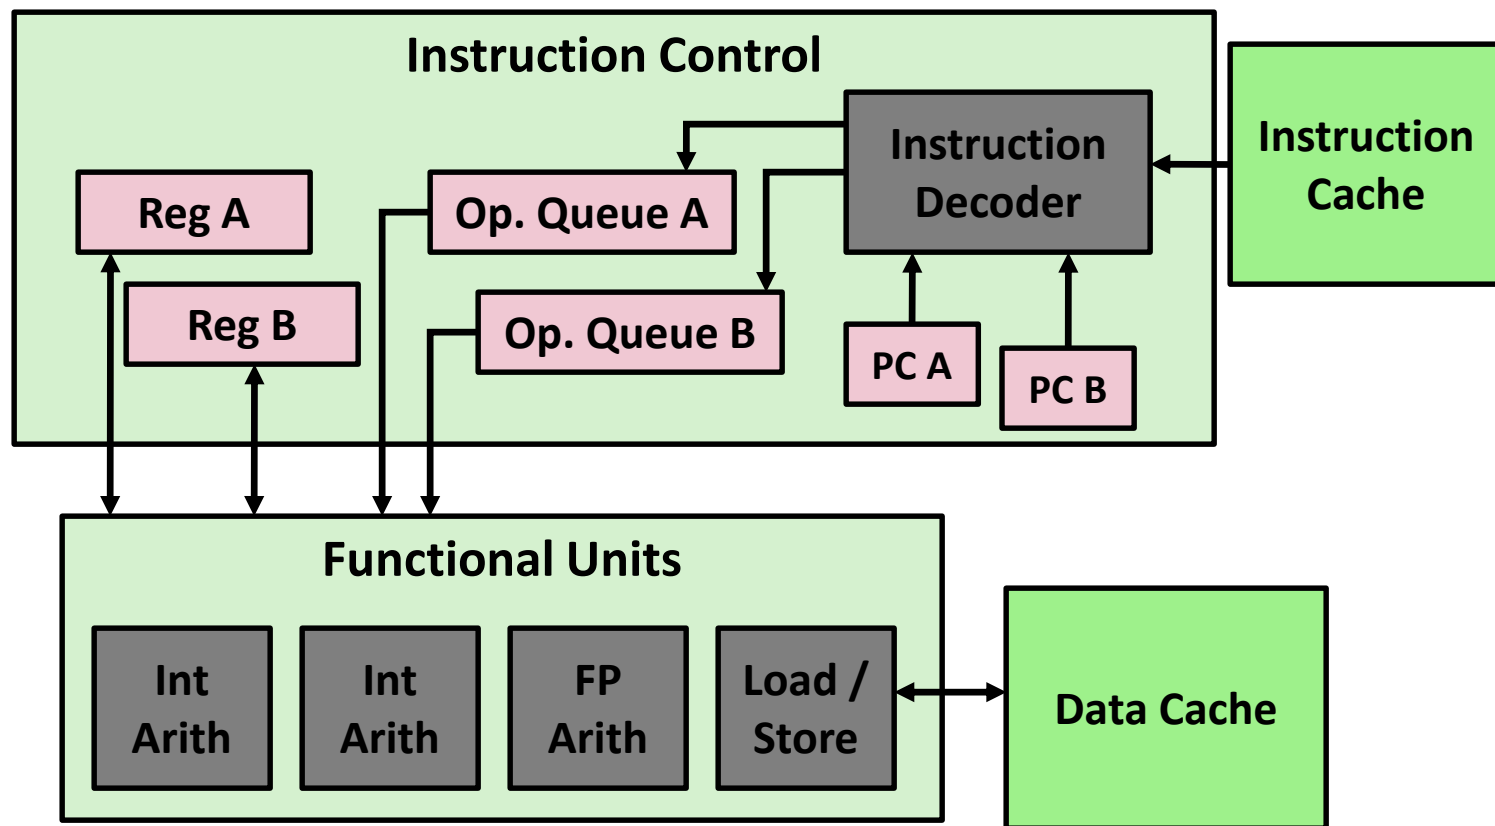 Instruction Control
Instruction
Decoder
Instruction
Cache
Reg A
Op. Queue A
Reg B
Op. Queue B
PC A
PC B
Functional Units
Int
Arith
Int
Arith
FP
Arith
Load /
Store
Data Cache